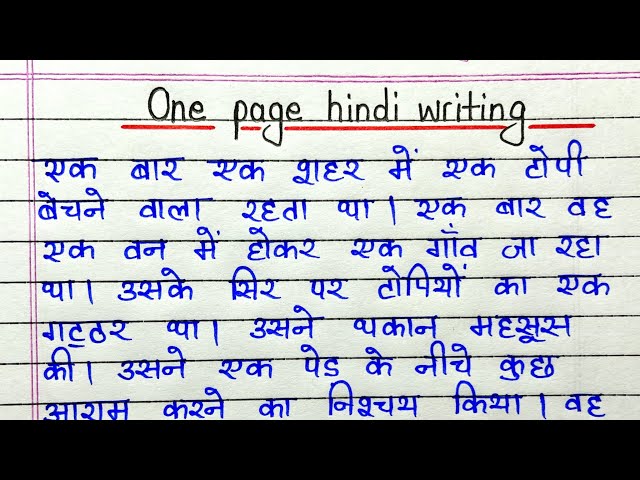 One page hindi writing
एक बार एक शहर में एक टोपी
बेचने वाला रहता था। एक बार वह
एक वन में होकर एक गाँव जा रहा
था। उसके सिर पर टोपियों का एक
गट्ठर था। उसने थकान महसूस
की। उसने एक पेड के नीचे कुछ
आराम करने का निश्चय किया। वह